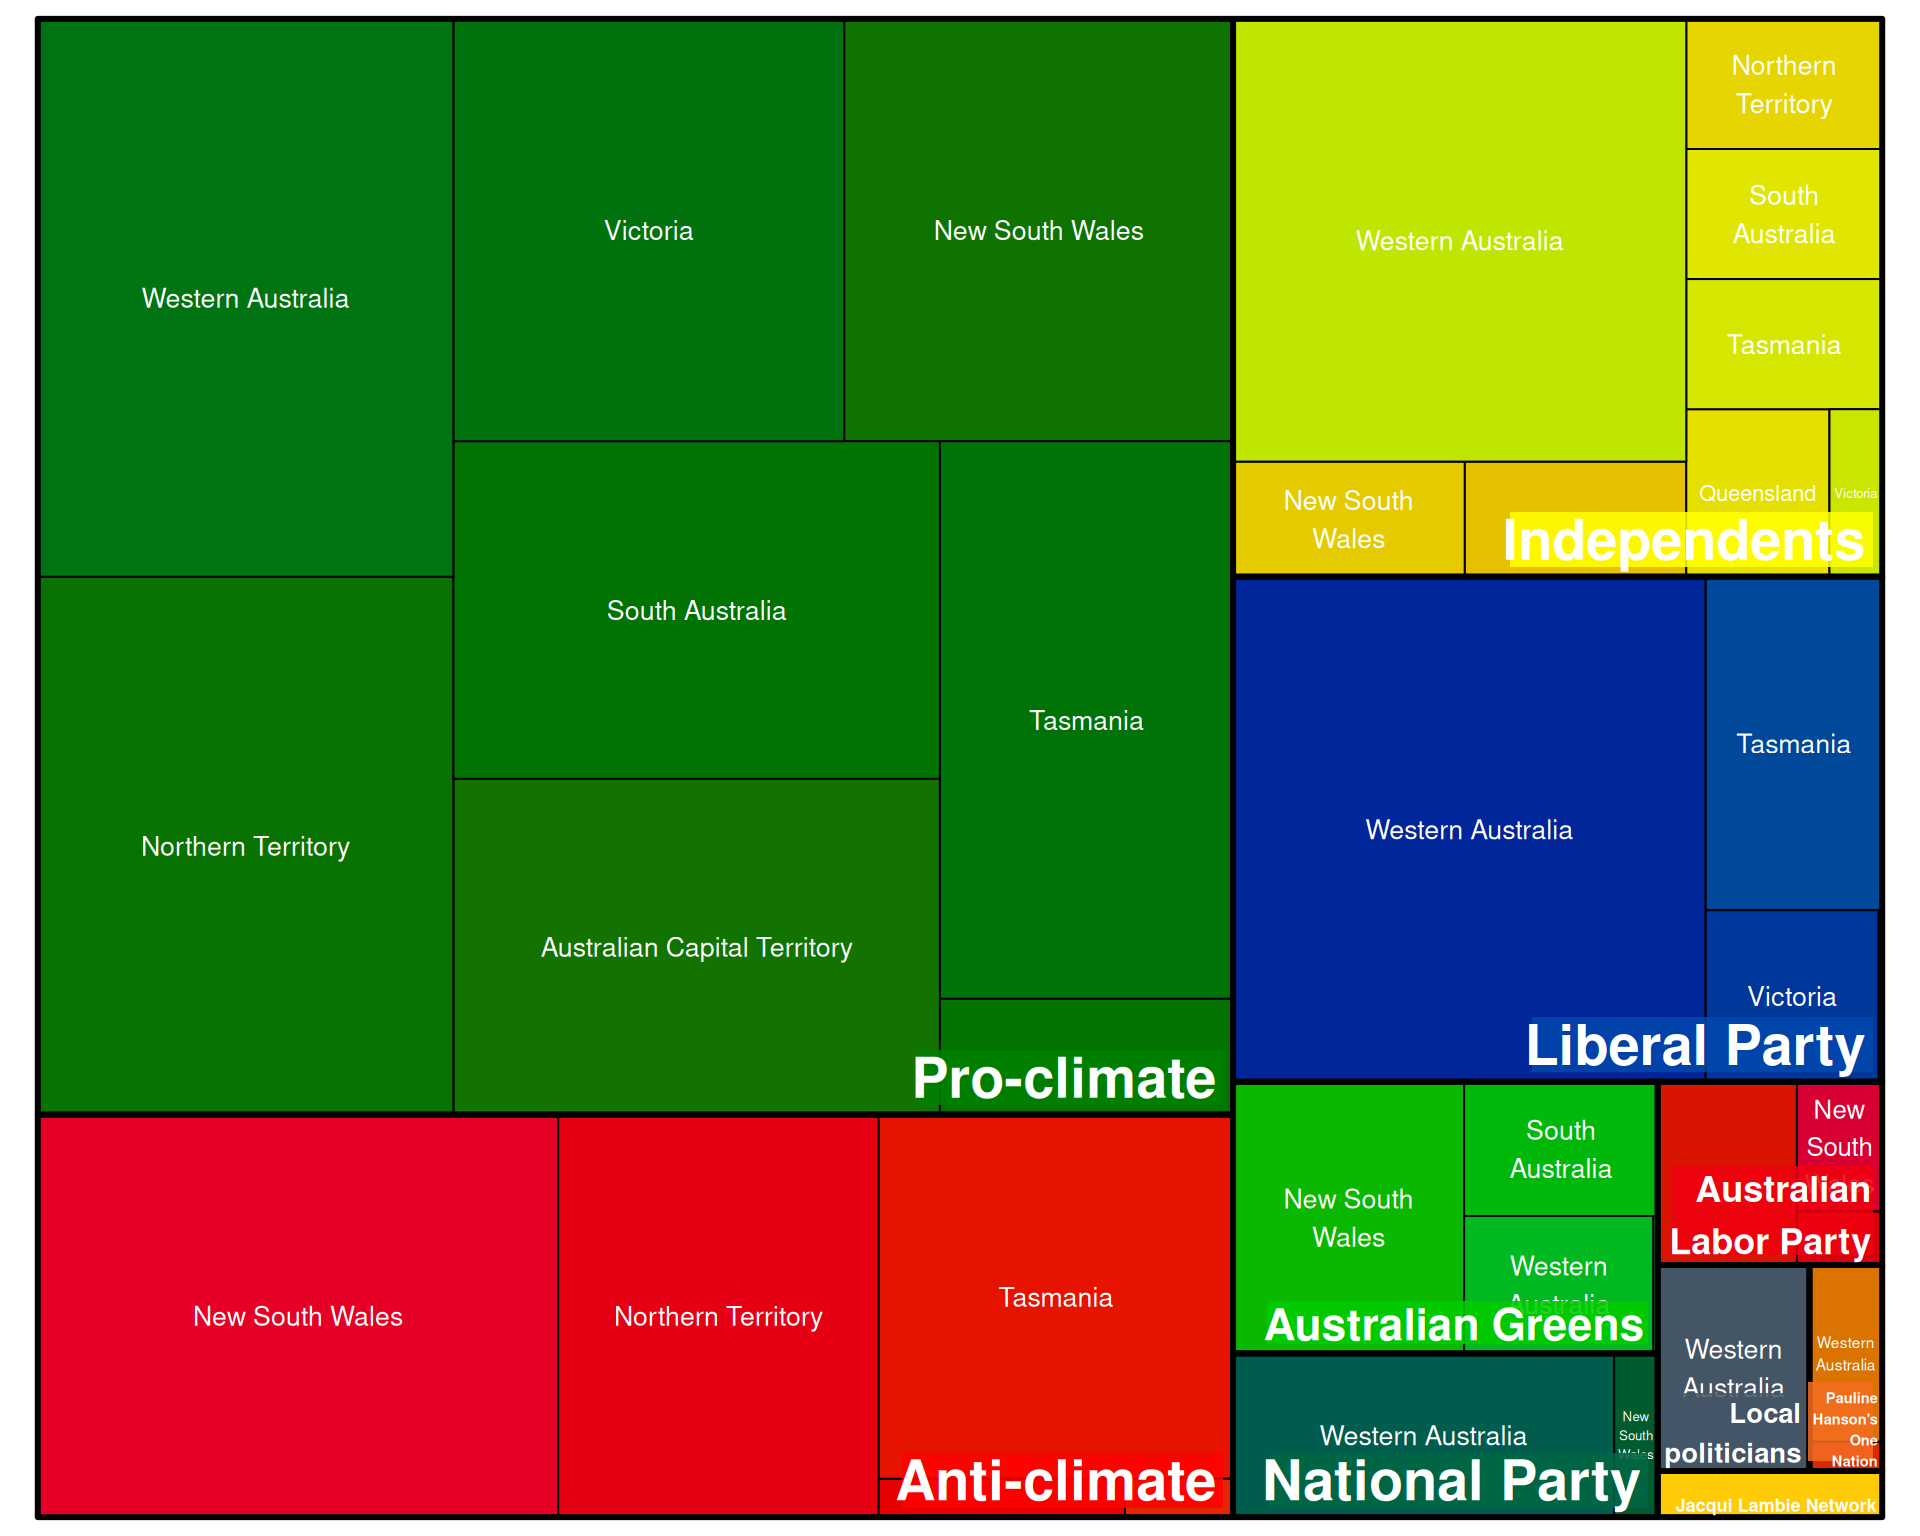 Western Australia
Victoria
New South Wales
Northern Territory
South Australia
Tasmania
Australian Capital Territory
Pro-climate
New South Wales
Northern Territory
Tasmania
Anti-climate
Western Australia
Northern
Territory
South
Australia
Tasmania
New South
Wales
Queensland
Victoria
Independents
Western Australia
Tasmania
Victoria
Liberal Party
New South
Wales
South
Australia
Western
Australia
Australian Greens
New
South
Wales
Australian
Labor Party
Western Australia
New
South
Wales
National Party
Western
Australia
Local
politicians
Western
Australia
Pauline
Hanson's
One
Nation
Jacqui Lambie Network